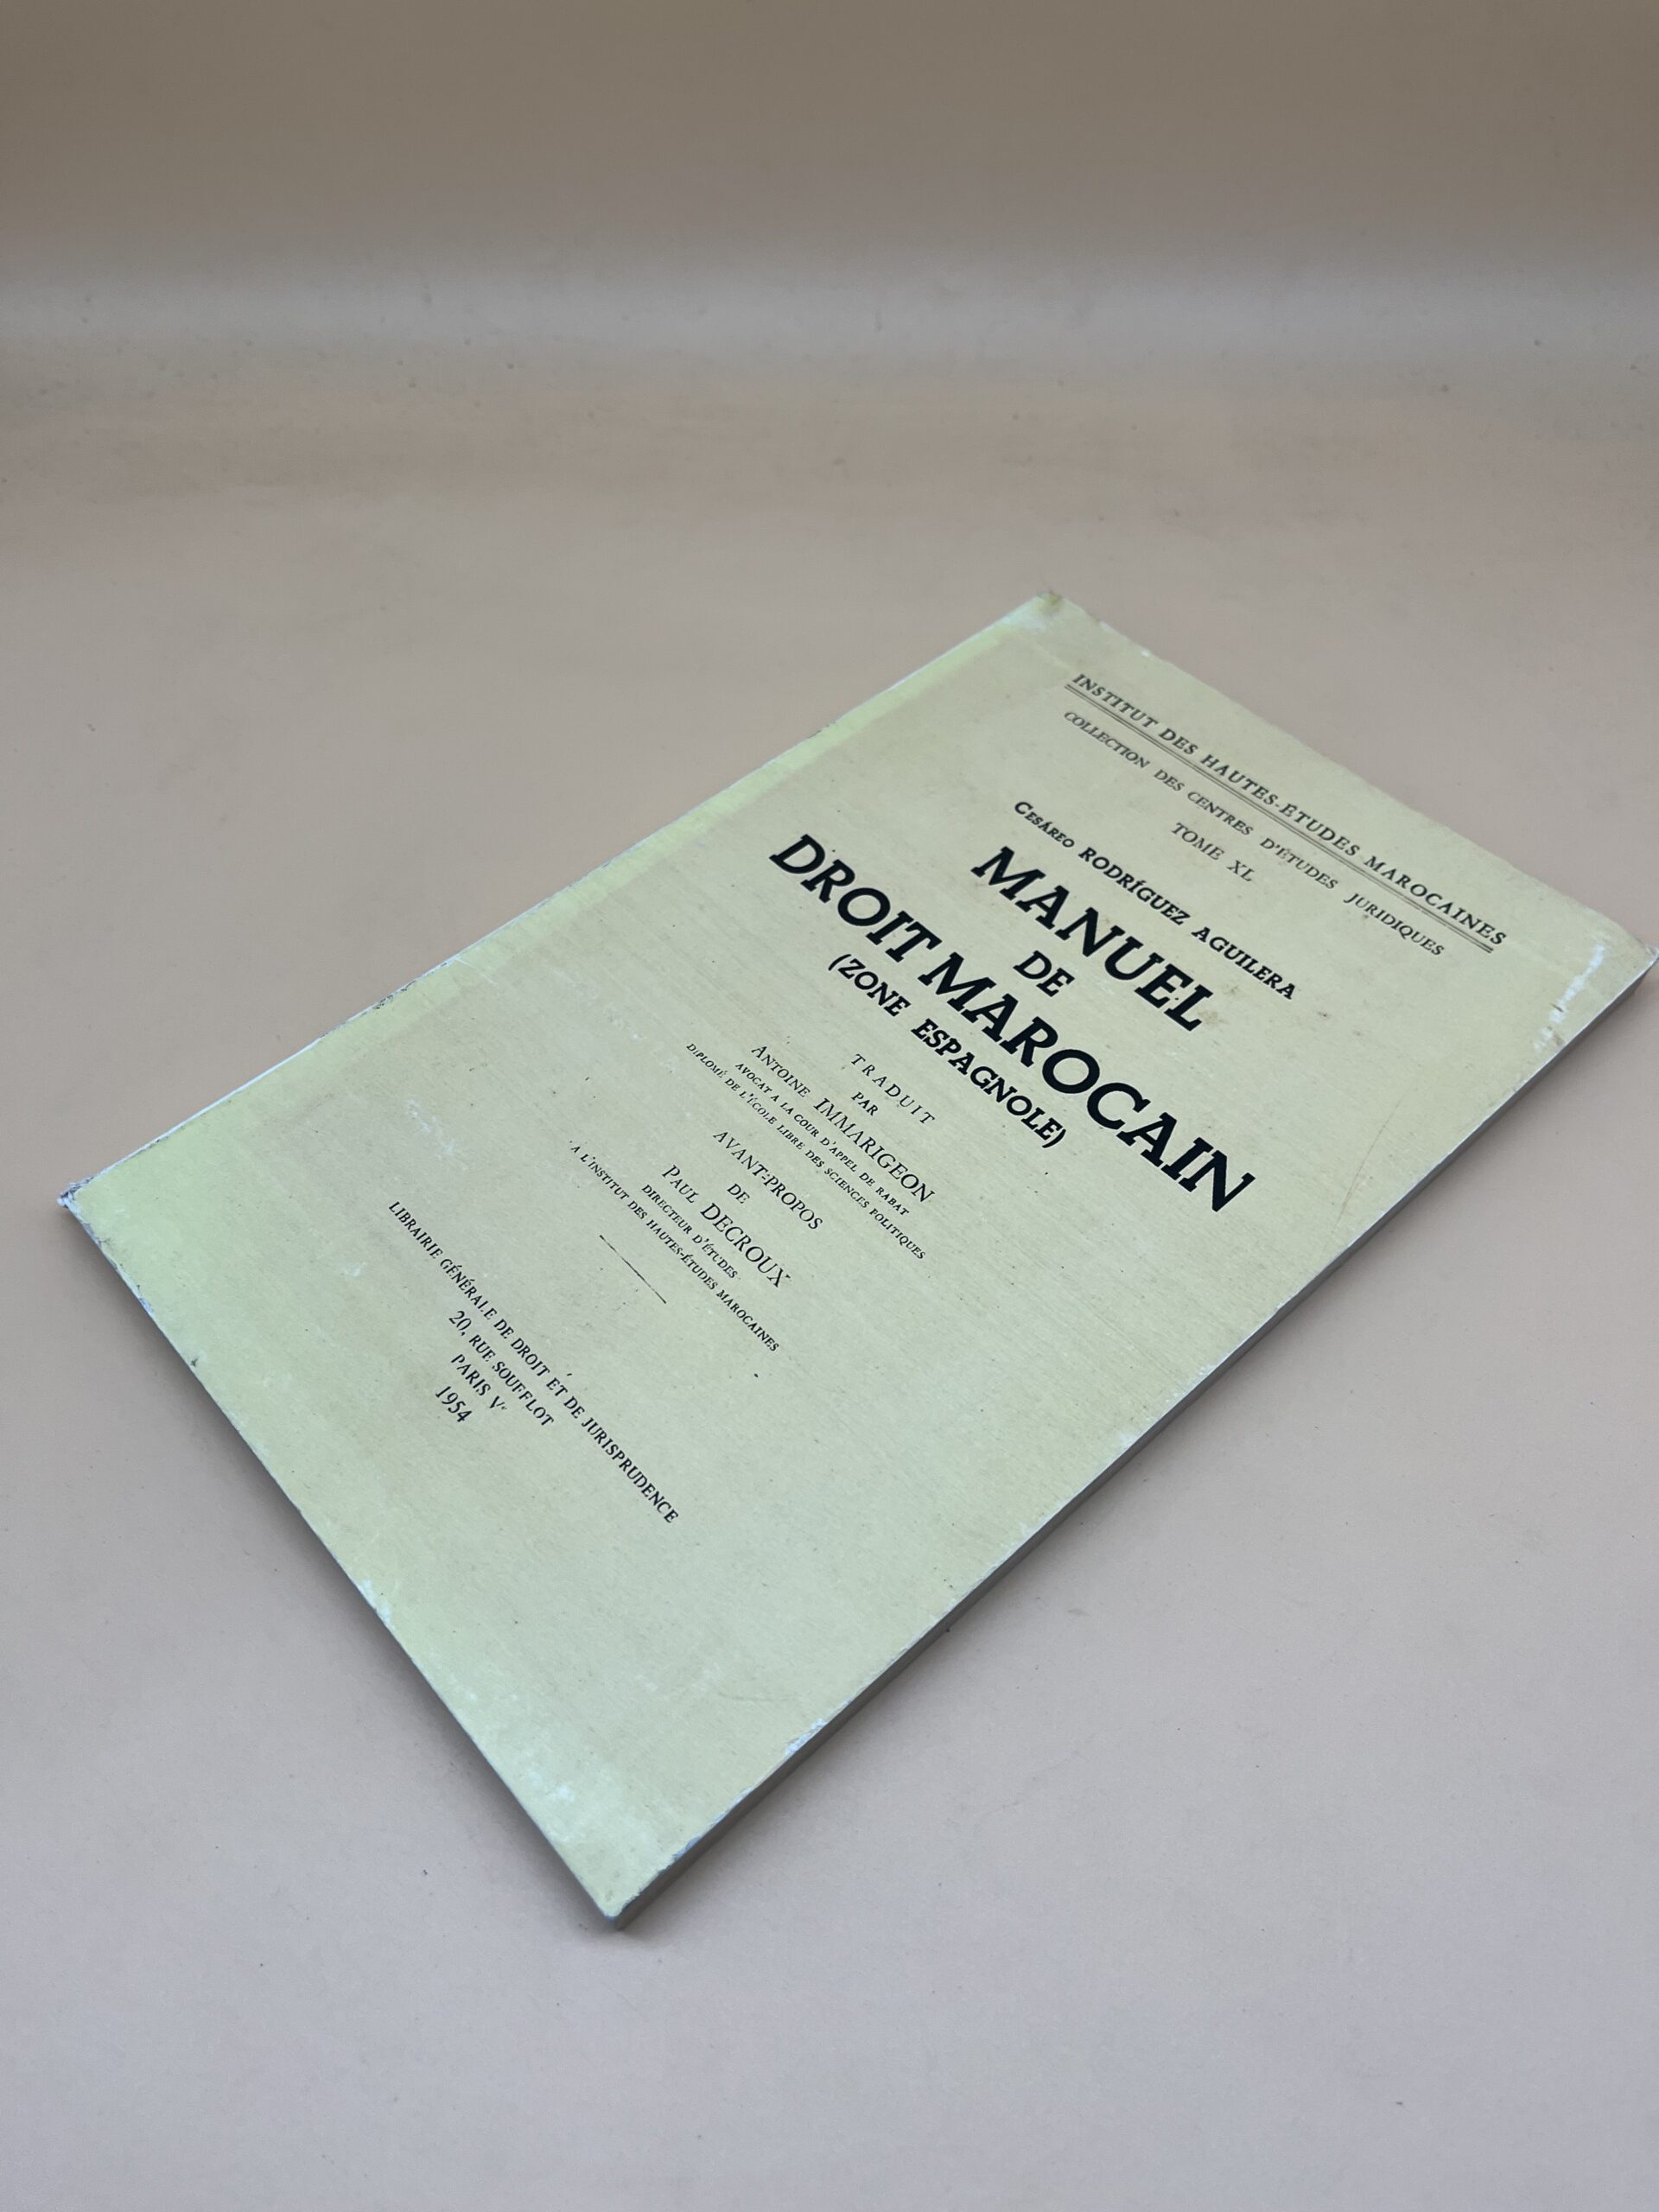 INSTITUT DES HAUTES-ÉTUDES MAROCAINES
COLLECTION DES CENTRES D'ÉTUDES JURIDIQUES
TOME XL
CESÁREO RODRÍGUEZ AGUILERA
MANUEL
DE
DROIT MAROCAIN
(ZONE ESPAGNOLE)
TRADUIT
PAR
ANTOINE IMMARIGEON
AVOCAT A LA COUR D'APPEL DE RABAT
DIPLOMÉ DE L'ÉCOLE LIBRE DES SCIENCES POLITIQUES
AVANT-PROPOS
DE
PAUL DECROUX
DIRECTEUR D'ÉTUDES
A L'INSTITUT DES HAUTES-ÉTUDES MAROCAINES
LIBRAIRIE GÉNÉRALE DE DROIT ET DE JURISPRUDENCE
20, RUE SOUFFLOT
PARIS Ve
1954